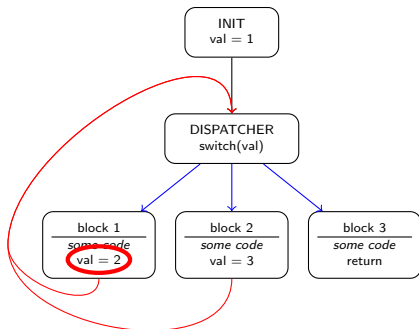 INIT
val = 1
DISPATCHER
switch(val)
block 1
some code
val = 2
block 2
some code
val = 3
block 3
some code
return